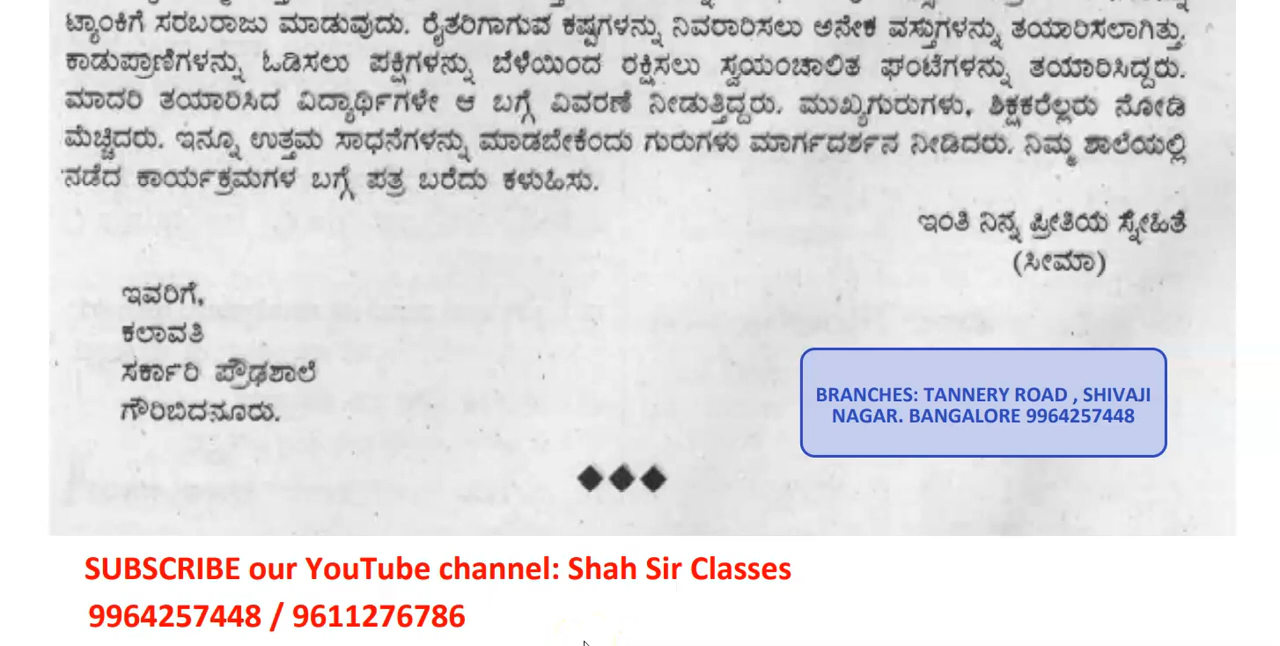 ಟ್ಯಾಂಕಿಗೆ ಸರಬರಾಜು ಮಾಡುವುದು. ರೈತರಿಗಾಗುವ ಕಷ್ಟಗಳನ್ನು ನಿವರಾರಿಸಲು ಅನೇಕ ವಸ್ತುಗಳನ್ನು ತಯಾರಿಸಲಾಗಿತ್ತು.
ಕಾಡುಪ್ರಾಣಿಗಳನ್ನು ಓಡಿಸಲು ಪಕ್ಷಿಗಳನ್ನು ಬೆಳೆಯಿಂದ ರಕ್ಷಿಸಲು ಸ್ವಯಂಚಾಲಿತ ಘಂಟೆಗಳನ್ನು ತಯಾರಿಸಿದ್ದರು.
ಮಾದರಿ ತಯಾರಿಸಿದ ವಿದ್ಯಾರ್ಥಿಗಳೇ ಆ ಬಗ್ಗೆ ವಿವರಣೆ ನೀಡುತ್ತಿದ್ದರು. ಮುಖ್ಯಗುರುಗಳು, ಶಿಕ್ಷಕರೆಲ್ಲರು ನೋಡಿ
ಮೆಚ್ಚಿದರು. ಇನ್ನೂ ಉತ್ತಮ ಸಾಧನೆಗಳನ್ನು ಮಾಡಬೇಕೆಂದು ಗುರುಗಳು ಮಾರ್ಗದರ್ಶನ ನೀಡಿದರು. ನಿಮ್ಮ ಶಾಲೆಯಲ್ಲಿ
ನಡೆದ ಕಾರ್ಯಕ್ರಮಗಳ ಬಗ್ಗೆ ಪತ್ರ ಬರೆದು ಕಳುಹಿಸು.
ಇಂತಿ ನಿನ್ನ ಪ್ರೀತಿಯ ಸ್ನೇಹಿತೆ
(ಸೀಮಾ)
ಇವರಿಗೆ,
ಕಲಾವತಿ
ಸರ್ಕಾರಿ ಪ್ರೌಢಶಾಲೆ
ಗೌರಿಬಿದನೂರು.
BRANCHES: TANNERY ROAD , SHIVAJI
NAGAR. BANGALORE 9964257448
SUBSCRIBE our YouTube channel: Shah Sir Classes
9964257448 / 9611276786